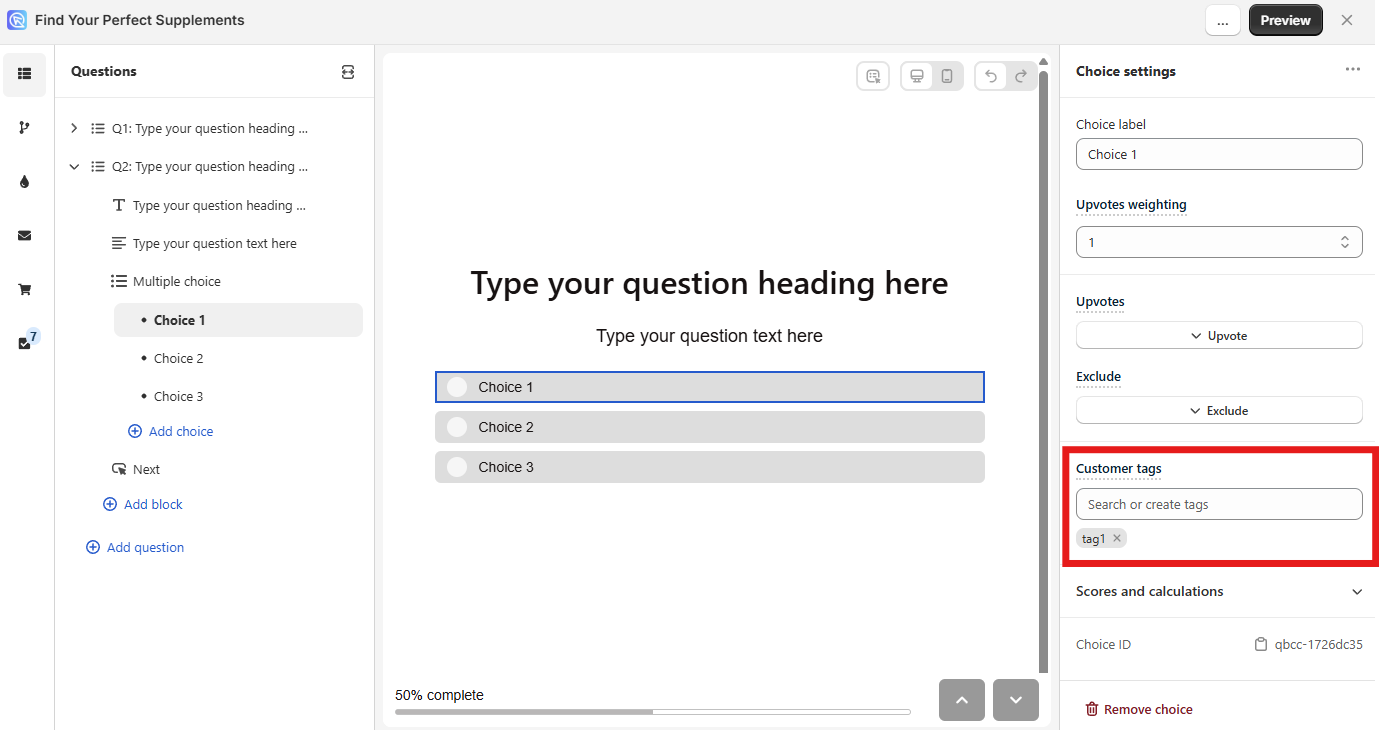 Find Your Perfect Supplements
...
Preview
Questions
Q1: Type your question heading ...
Q2: Type your question heading ...
Type your question heading ...
Type your question text here
Multiple choice
Choice 1
Choice 2
Choice 3
Add choice
Next
Add block
Add question
7
Type your question heading here
Type your question text here
Choice 1
Choice 2
Choice 3
50% complete
Choice settings
Choice label
Choice 1
Upvotes weighting
1
Upvotes
Upvote
Exclude
Exclude
Customer tags
Search or create tags
tag1
Scores and calculations
Choice ID
qbcc-1726dc35
Remove choice